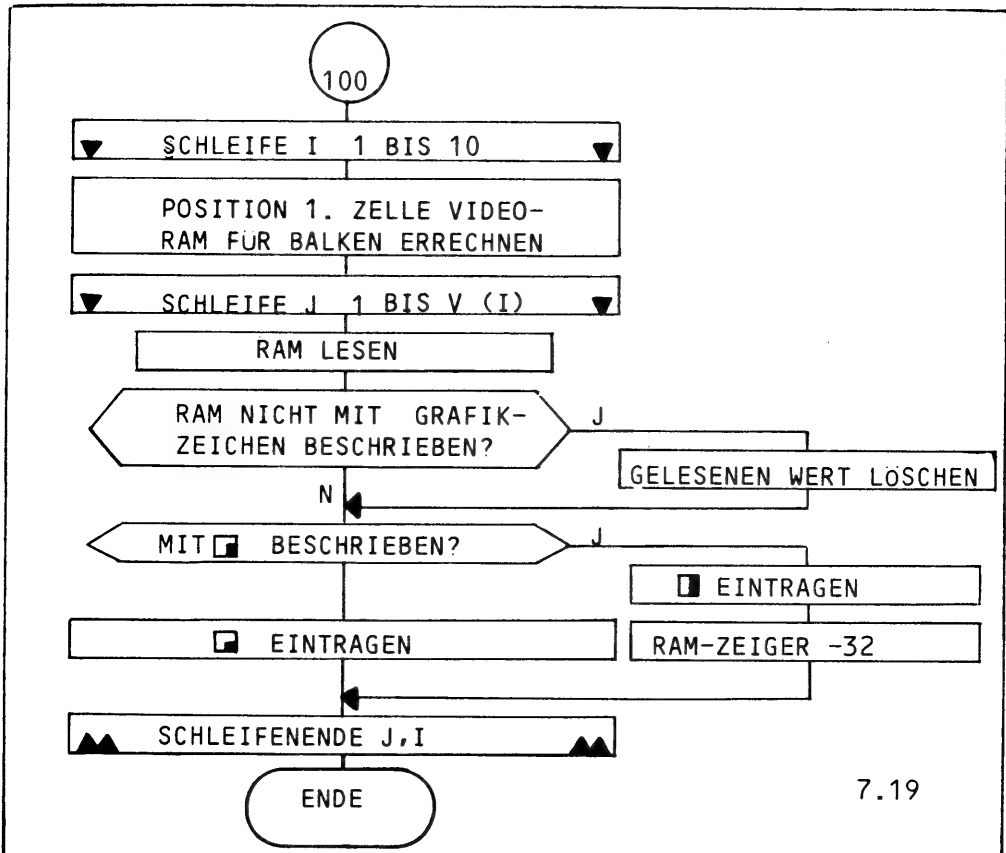 100
SCHLEIFE I 1 BIS 10
POSITION 1. ZELLE VIDEO-
RAM FÜR BALKEN ERRECHNEN
SCHLEIFE J 1 BIS V (I)
RAM LESEN
RAM NICHT MIT GRAFIK-
ZEICHEN BESCHRIEBEN?
J
GELESENEN WERT LÖSCHEN
N
MIT BESCHRIEBEN?
J
EINTRAGEN
RAM-ZEIGER -32
EINTRAGEN
SCHLEIFENENDE J,I
ENDE
7.19